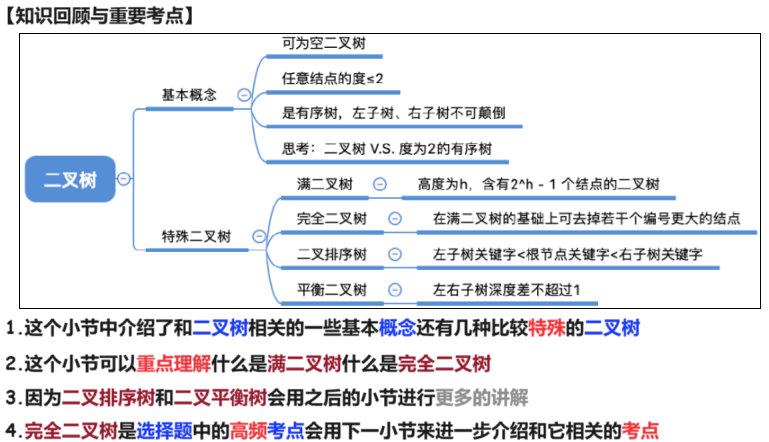 【知识回顾与重要考点】
二叉树
基本概念
可为空二叉树
任意结点的度≤2
是有序树，左子树、右子树不可颠倒
思考：二叉树 V.S. 度为2的有序树
特殊二叉树
满二叉树
高度为h，含有2^h - 1 个结点的二叉树
完全二叉树
在满二叉树的基础上可去掉若干个编号更大的结点
二叉排序树
左子树关键字<根节点关键字<右子树关键字
平衡二叉树
左右子树深度差不超过1
1.这个小节中介绍了和二叉树相关的一些基本概念还有几种比较特殊的二叉树
2.这个小节可以重点理解什么是满二叉树什么是完全二叉树
3.因为二叉排序树和二叉平衡树会用之后的小节进行更多的讲解
4.完全二叉树是选择题中的高频考点会用下一小节来进一步介绍和它相关的考点